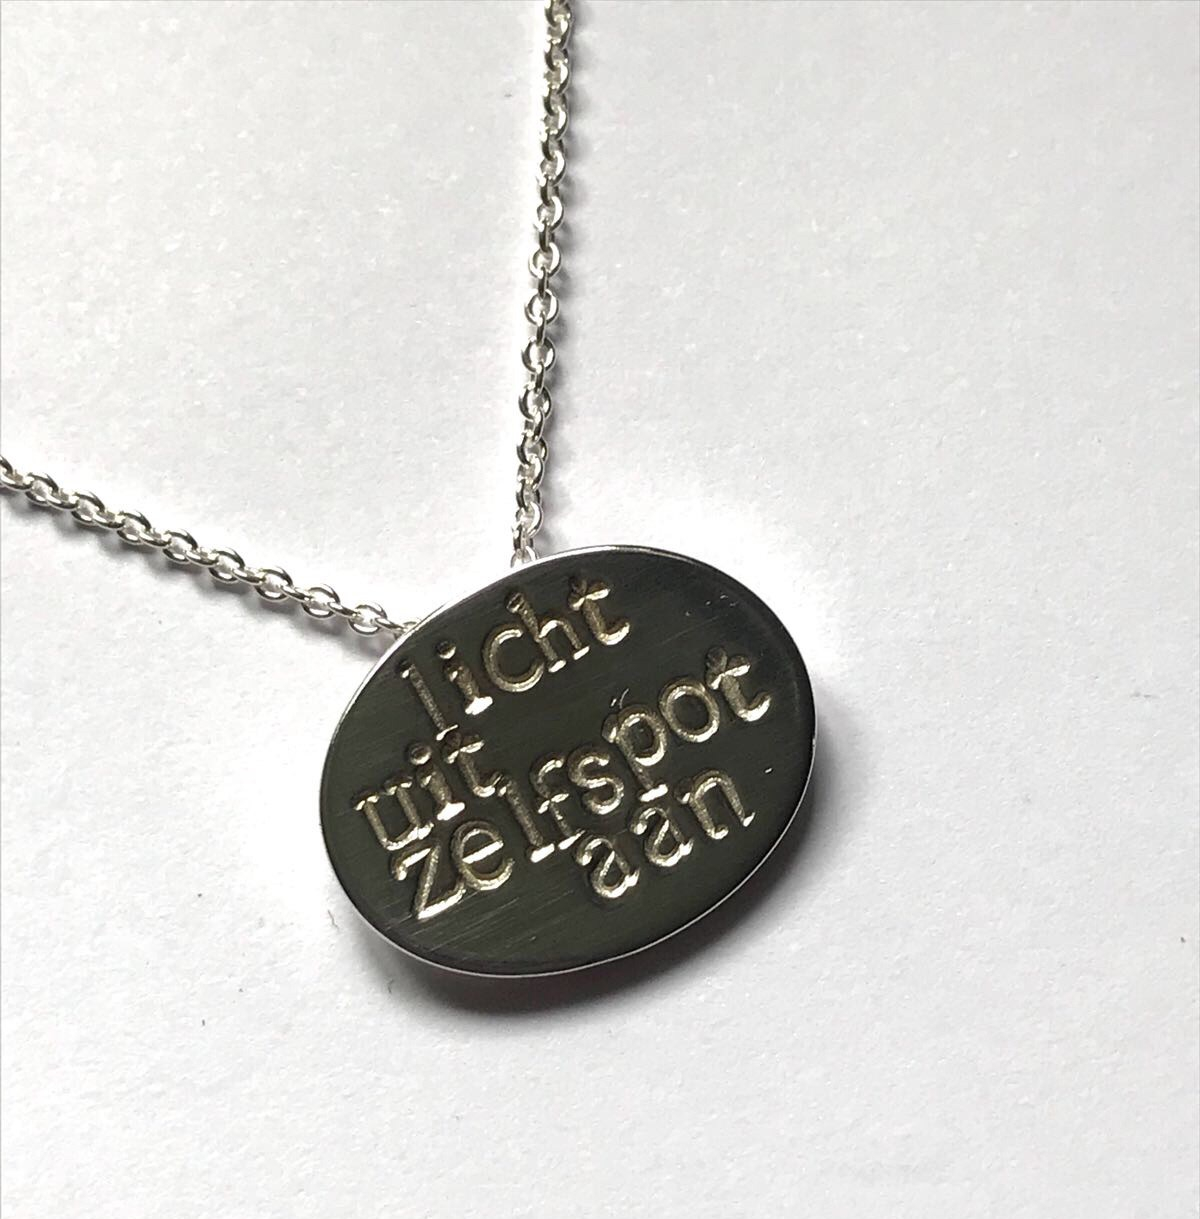 licht
uit
zelfspot
aan